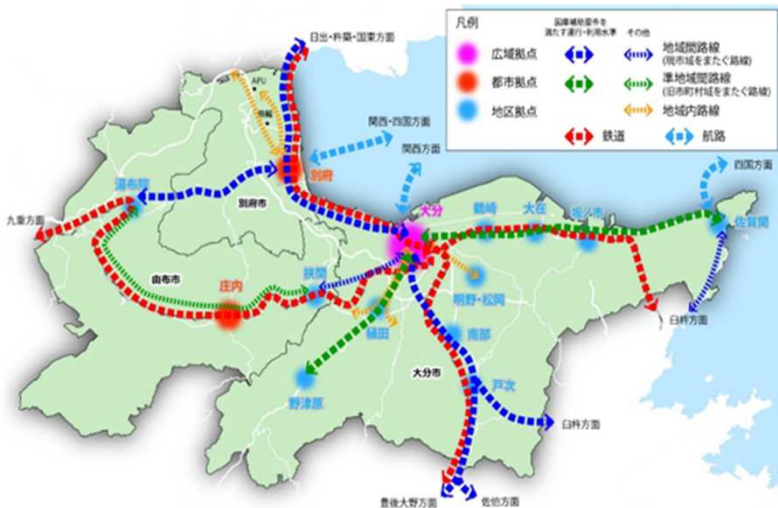 凡例
国庫補助要件を
満たす運行・利用水準
その他
広域拠点
都市拠点
地区拠点
地域間路線
(現市域をまたぐ路線)
準地域間路線
(旧市町村域をまたぐ路線)
地域内路線
鉄道
航路
日出・杵築・国東方面
APU
関西・四国方面
関西方面
四国方面
別府
湯布院
別府市
九重方面
大分
鶴崎
大在
坂ノ市
佐賀関
由布市
庄内
挾間
明野・松岡
臼杵方面
稙田
南部
大分市
戸次
野津原
臼杵方面
豊後大野方面
佐伯方面